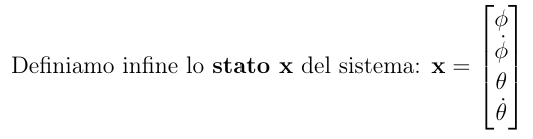 Definiamo infine lo stato x del sistema: x = [ϕ ϕ̇ θ θ̇]